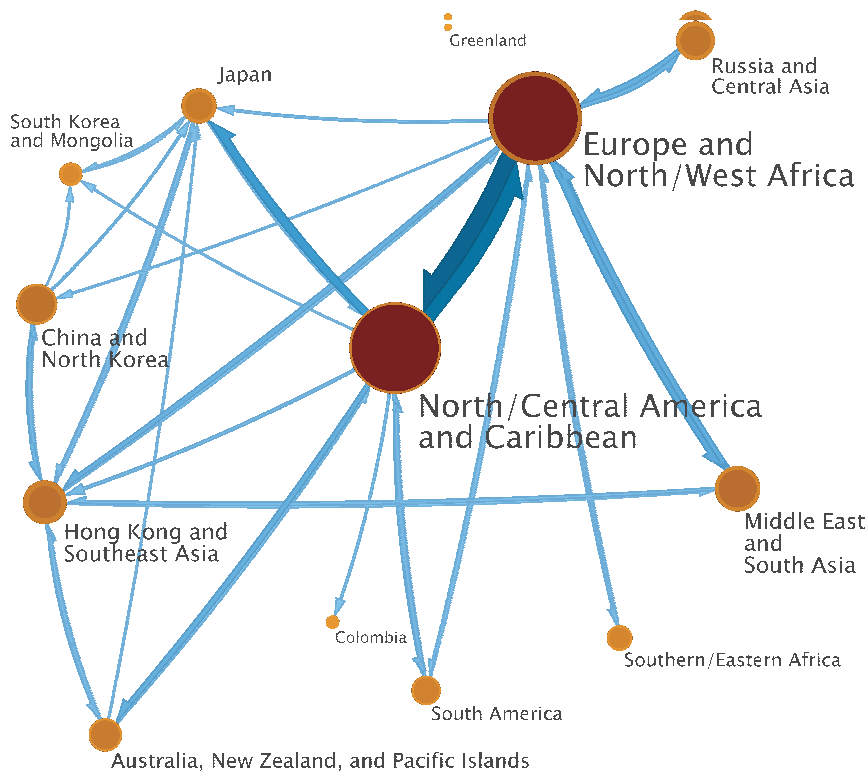 Greenland
Russia and
Central Asia
Japan
South Korea
and Mongolia
Europe and
North/West Africa
China and
North Korea
North/Central America
and Caribbean
Hong Kong and
Southeast Asia
Middle East
and
South Asia
Colombia
Southern/Eastern Africa
South America
Australia, New Zealand, and Pacific Islands